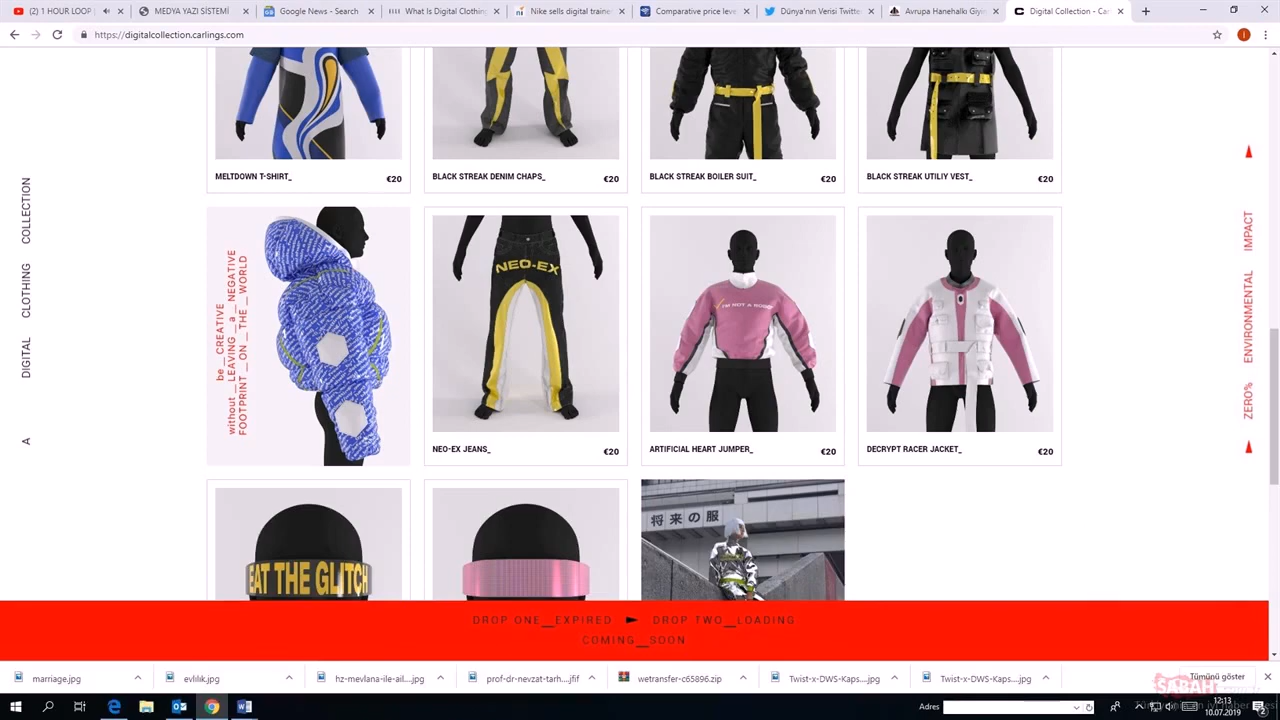 (2) 1 HOUR LOOP
MEDYA YAZI SİSTEMİ
Google News - Search
What Is Digital Clothing
Nike sells digital trainer
Comparative price leve
Dünya'nın Verisi Twitter
Avrupa Hanehalkı Giyin
Digital Collection - Car
https://digitalcollection.carlings.com
MELTDOWN T-SHIRT_ €20
BLACK STREAK DENIM CHAPS_ €20
BLACK STREAK BOILER SUIT_ €20
BLACK STREAK UTILIY VEST_ €20
A DIGITAL CLOTHING COLLECTION
be__CREATIVE
without__LEAVING__a__NEGATIVE
FOOTPRINT__ON__THE__WORLD
NEO-EX
I'M NOT A ROBOT
ZERO% ENVIRONMENTAL IMPACT
NEO-EX JEANS_ €20
ARTIFICIAL HEART JUMPER_ €20
DECRYPT RACER JACKET_ €20
将来の服
EAT THE GLITCH
DROP ONE__EXPIRED ► DROP TWO__LOADING
COMING__SOON
marriage.jpg
evlilik.jpg
hz-mevlana-ile-ail....jpg
prof-dr-nevzat-tarh....jfif
wetransfer-c65896.zip
Twist-x-DWS-Kaps....jpg
Twist-x-DWS-Kaps....jpg
Tümünü göster
SABAH
Adres
12:13
10.07.2019